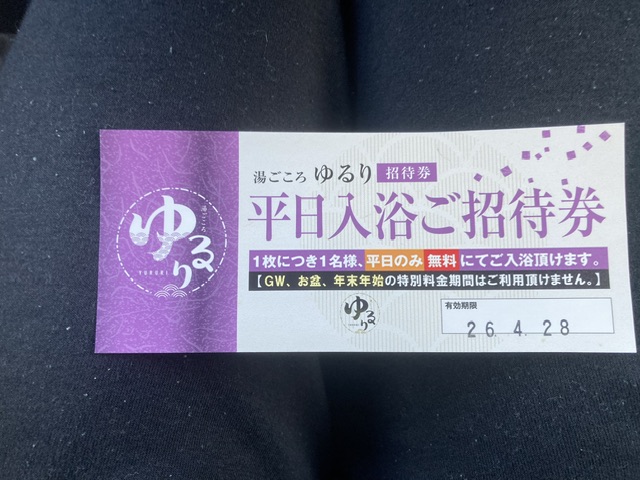 湯ごころ
ゆるり
YURURI
湯ごころ ゆるり 招待券
平日入浴ご招待券
1枚につき1名様、平日のみ 無料 にてご入浴頂けます。
【GW、お盆、年末年始の特別料金期間はご利用頂けません。】
ゆるり
有効期限
26.4.28